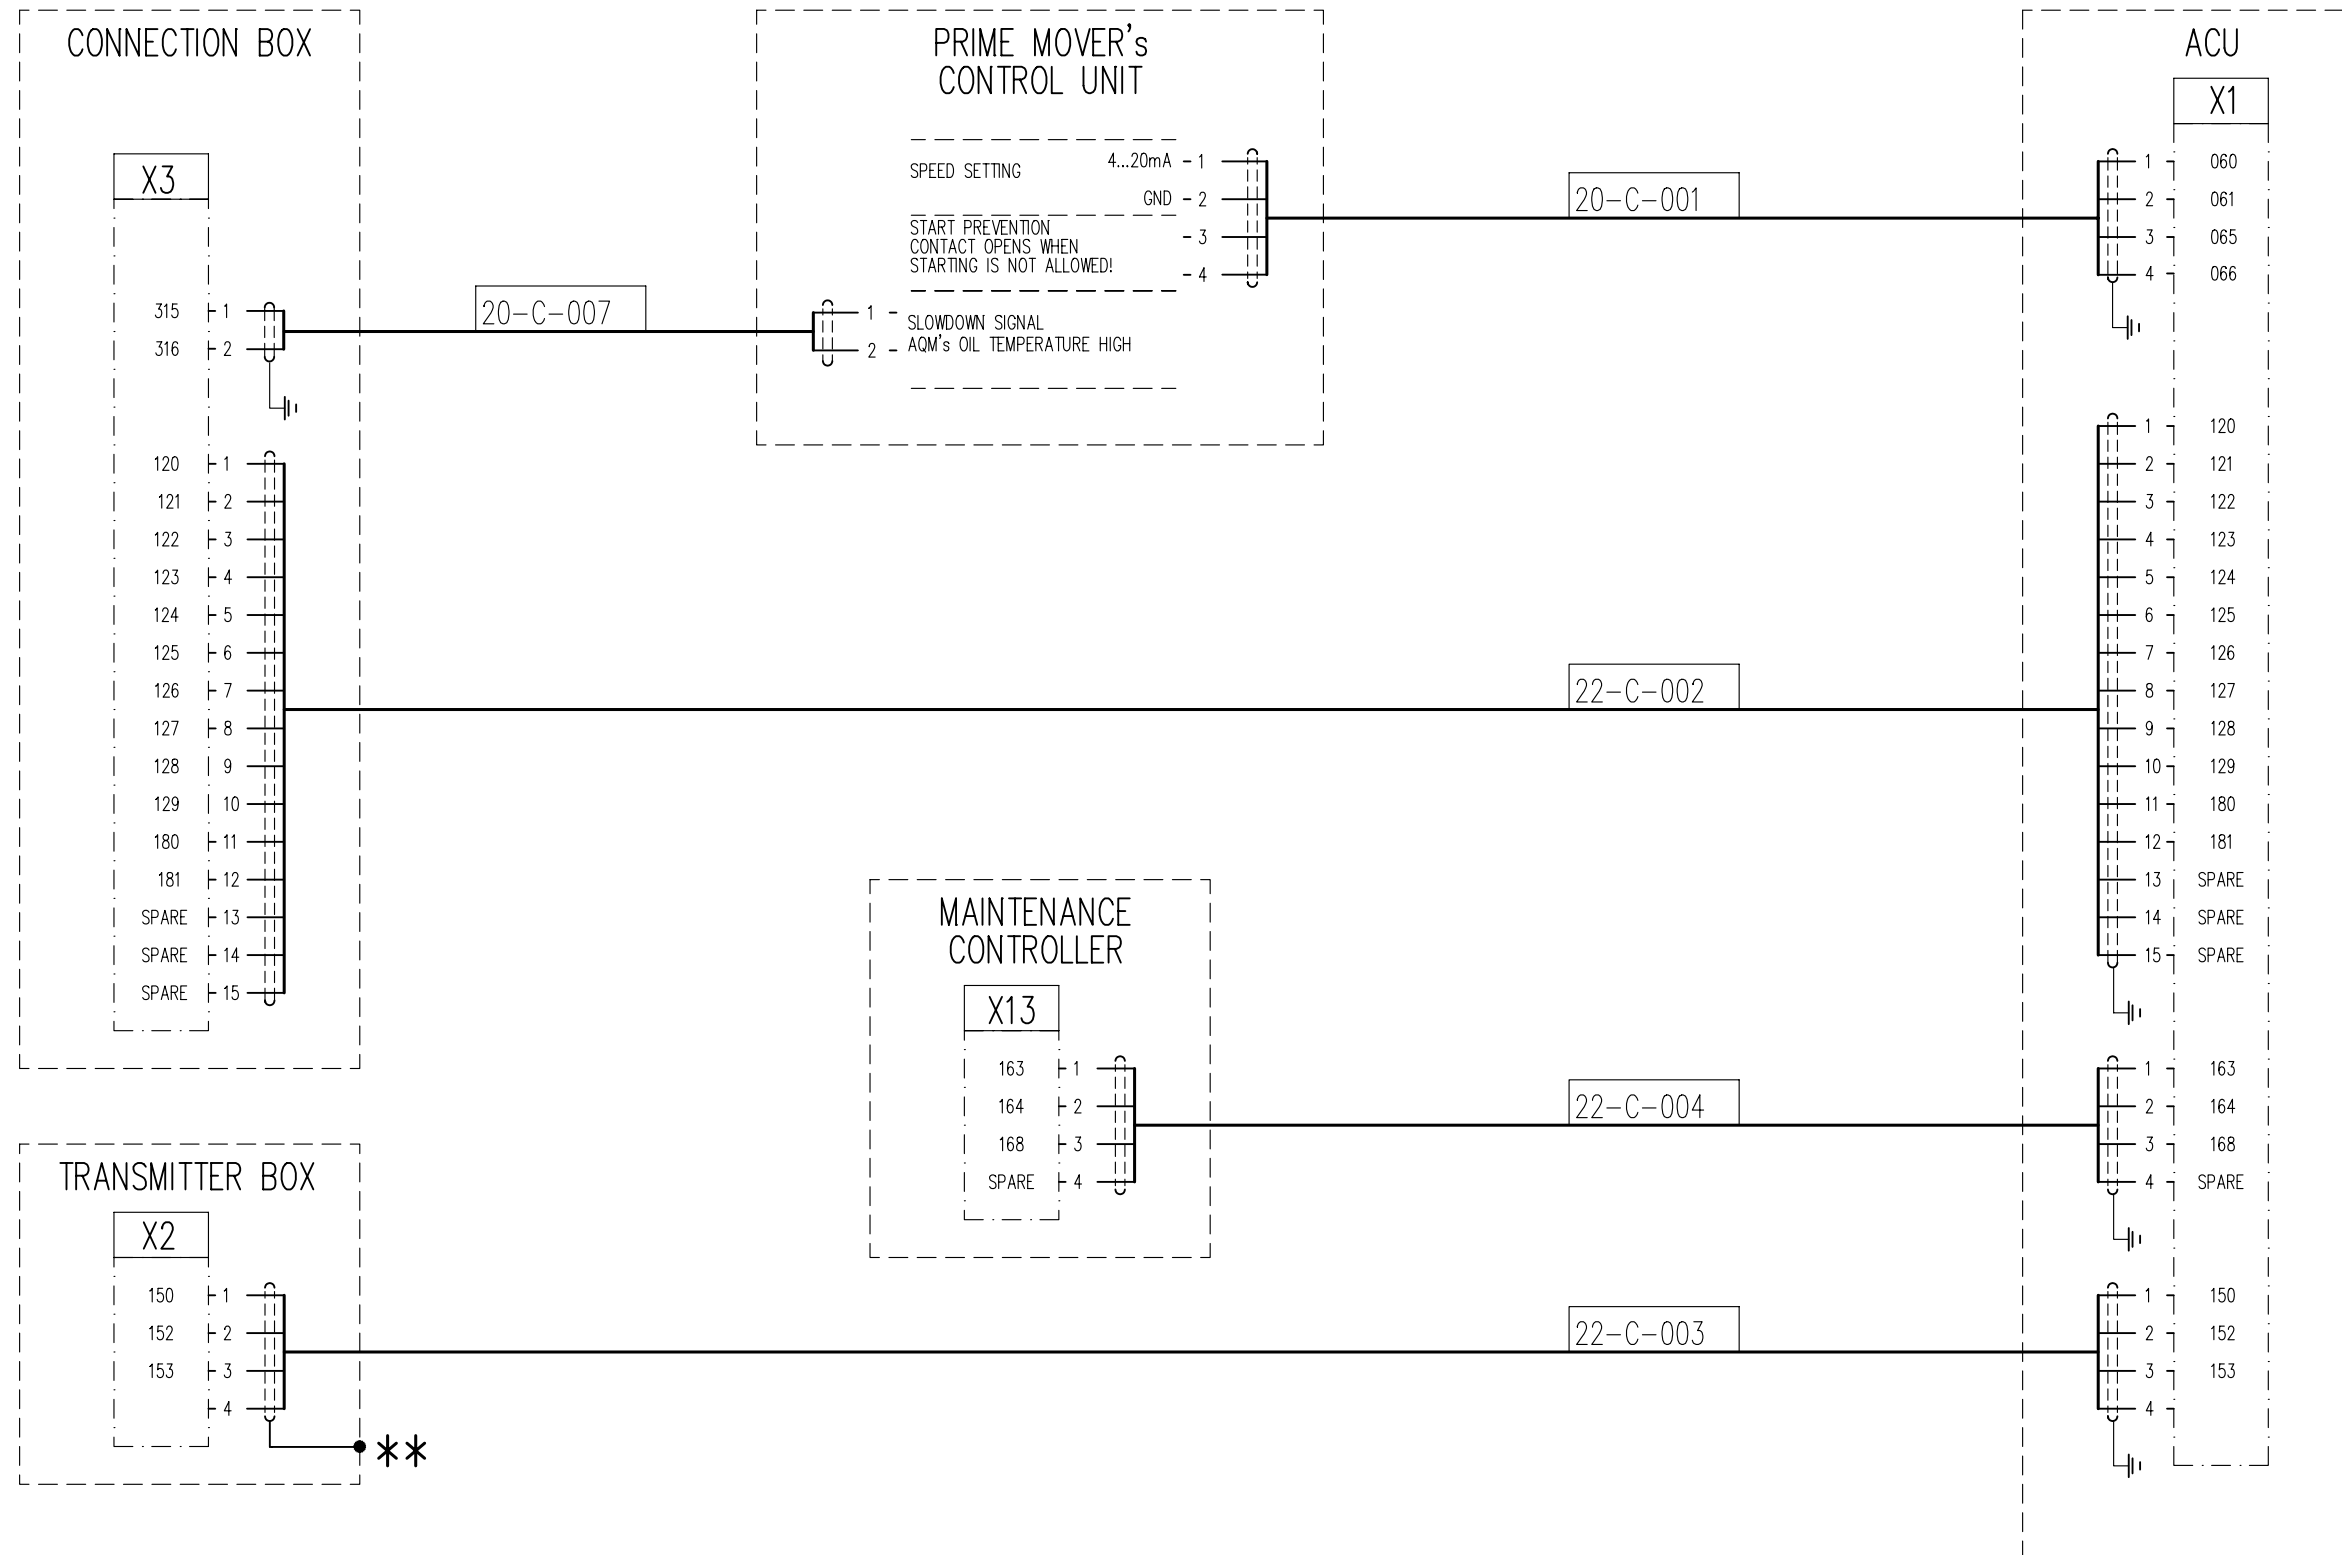 CONNECTION BOX
X3
315 1
316 2
120 1
121 2
122 3
123 4
124 5
125 6
126 7
127 8
128 9
129 10
180 11
181 12
SPARE 13
SPARE 14
SPARE 15
20-C-007
PRIME MOVER's
CONTROL UNIT
SPEED SETTING
4...20mA - 1
GND - 2
START PREVENTION
CONTACT OPENS WHEN
STARTING IS NOT ALLOWED!
- 3
- 4
1 -
2 -
SLOWDOWN SIGNAL
AQM's OIL TEMPERATURE HIGH
20-C-001
22-C-002
ACU
X1
1 060
2 061
3 065
4 066
1 120
2 121
3 122
4 123
5 124
6 125
7 126
8 127
9 128
10 129
11 180
12 181
13 SPARE
14 SPARE
15 SPARE
1 163
2 164
3 168
4 SPARE
1 150
2 152
3 153
4
MAINTENANCE
CONTROLLER
X13
163 1
164 2
168 3
SPARE 4
22-C-004
TRANSMITTER BOX
X2
150 1
152 2
153 3
4
**
22-C-003